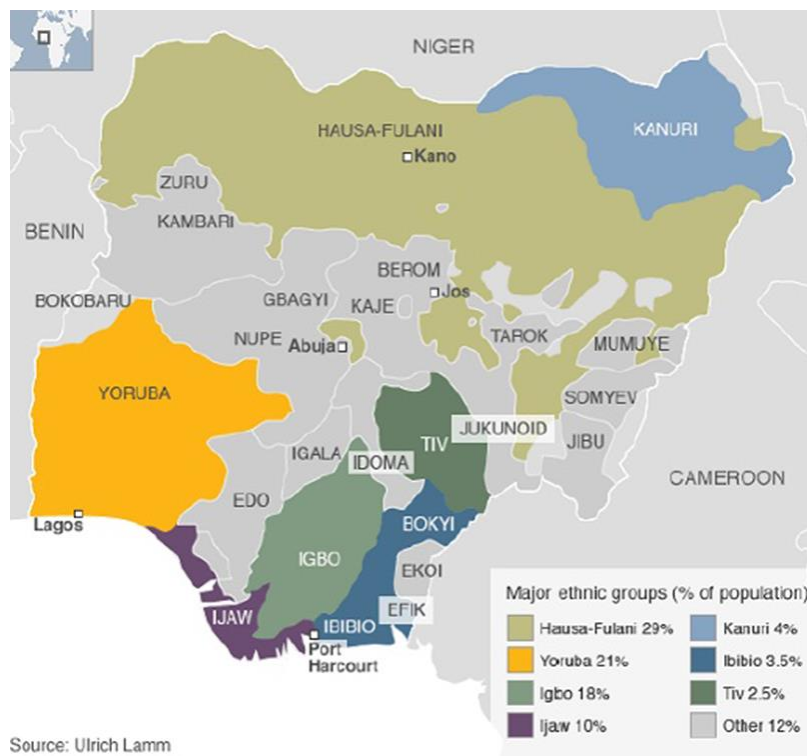 NIGER
HAUSA-FULANI
KANURI
Kano
ZURU
KAMBARI
BENIN
BEROM
BOKOBARU
GBAGYI
KAJE
Jos
NUPE
Abuja
TAROK
MUMUYE
YORUBA
SOMYEV
JUKUNOID
TIV
JIBU
IGALA
IDOMA
CAMEROON
EDO
Lagos
BOKYI
IGBO
EKOI
EFIK
IJAW
IBIBIO
Port
Harcourt
Major ethnic groups (% of population)
Hausa-Fulani 29%
Kanuri 4%
Yoruba 21%
Ibibio 3.5%
Igbo 18%
Tiv 2.5%
Ijaw 10%
Other 12%
Source: Ulrich Lamm